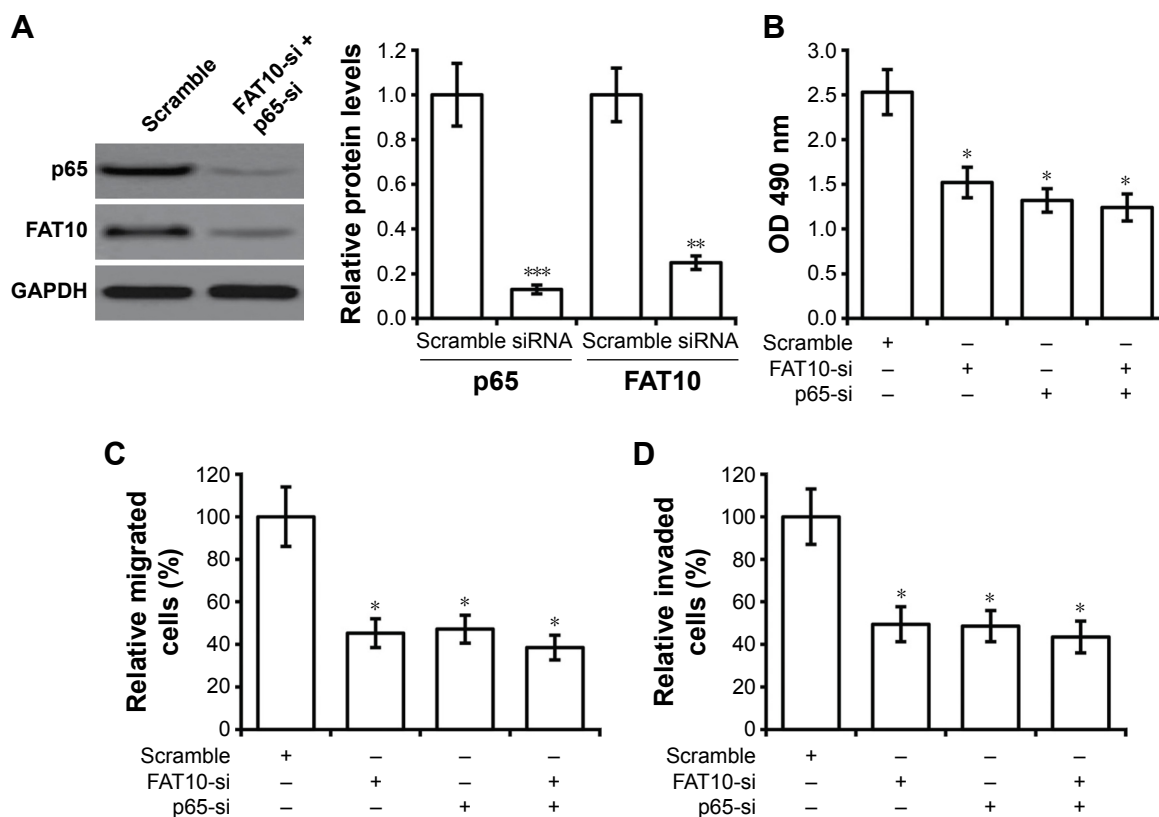 A
Scramble
FAT10-si +
p65-si
p65
FAT10
GAPDH
Relative protein levels
1.2
1.0
0.8
0.6
0.4
0.2
0.0
***
**
Scramble siRNA Scramble siRNA
p65 FAT10
B
OD 490 nm
3.0
2.5
2.0
1.5
1.0
0.5
0.0
* * *
Scramble + – – –
FAT10-si – + – +
p65-si – – + +
C
Relative migrated
cells (%)
120
100
80
60
40
20
0
* * *
Scramble + – – –
FAT10-si – + – +
p65-si – – + +
D
Relative invaded
cells (%)
120
100
80
60
40
20
0
* * *
Scramble + – – –
FAT10-si – + – +
p65-si – – + +